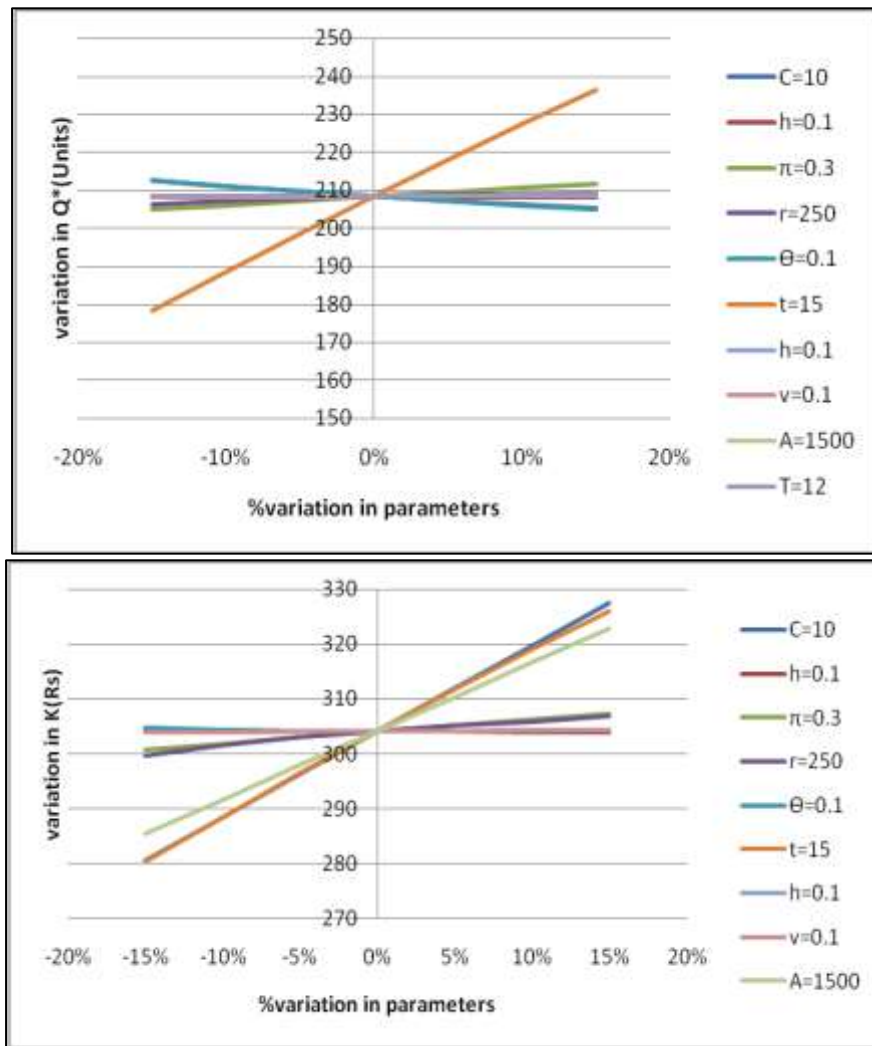 variation in Q*(Units)
250
240
230
220
210
200
190
180
170
160
150
-20% -10% 0% 10% 20%
%variation in parameters
C=10
h=0.1
π=0.3
r=250
Ɵ=0.1
t=15
h=0.1
v=0.1
A=1500
T=12
variation in K(Rs)
330
320
310
300
290
280
270
-20% -15% -10% -5% 0% 5% 10% 15% 20%
%variation in parameters
C=10
h=0.1
π=0.3
r=250
Ɵ=0.1
t=15
h=0.1
v=0.1
A=1500